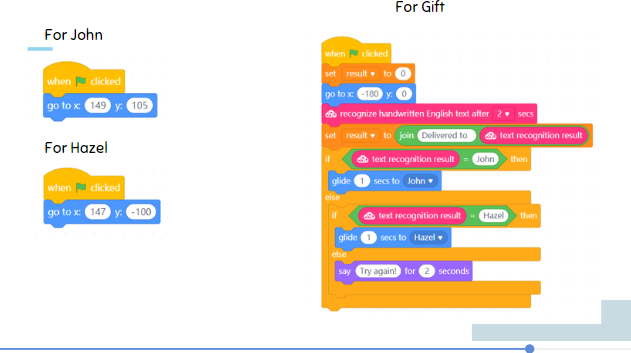 For Gift
For John
when clicked
go to x: 149 y: 105
For Hazel
when clicked
go to x: 147 y: -100
when clicked
set result to 0
go to x: -180 y: 0
recognize handwritten English text after 2 secs
set result to join Delivered to text recognition result
if text recognition result = John then
glide 1 secs to John
else
if text recognition result = Hazel then
glide 1 secs to Hazel
else
say Try again! for 2 seconds